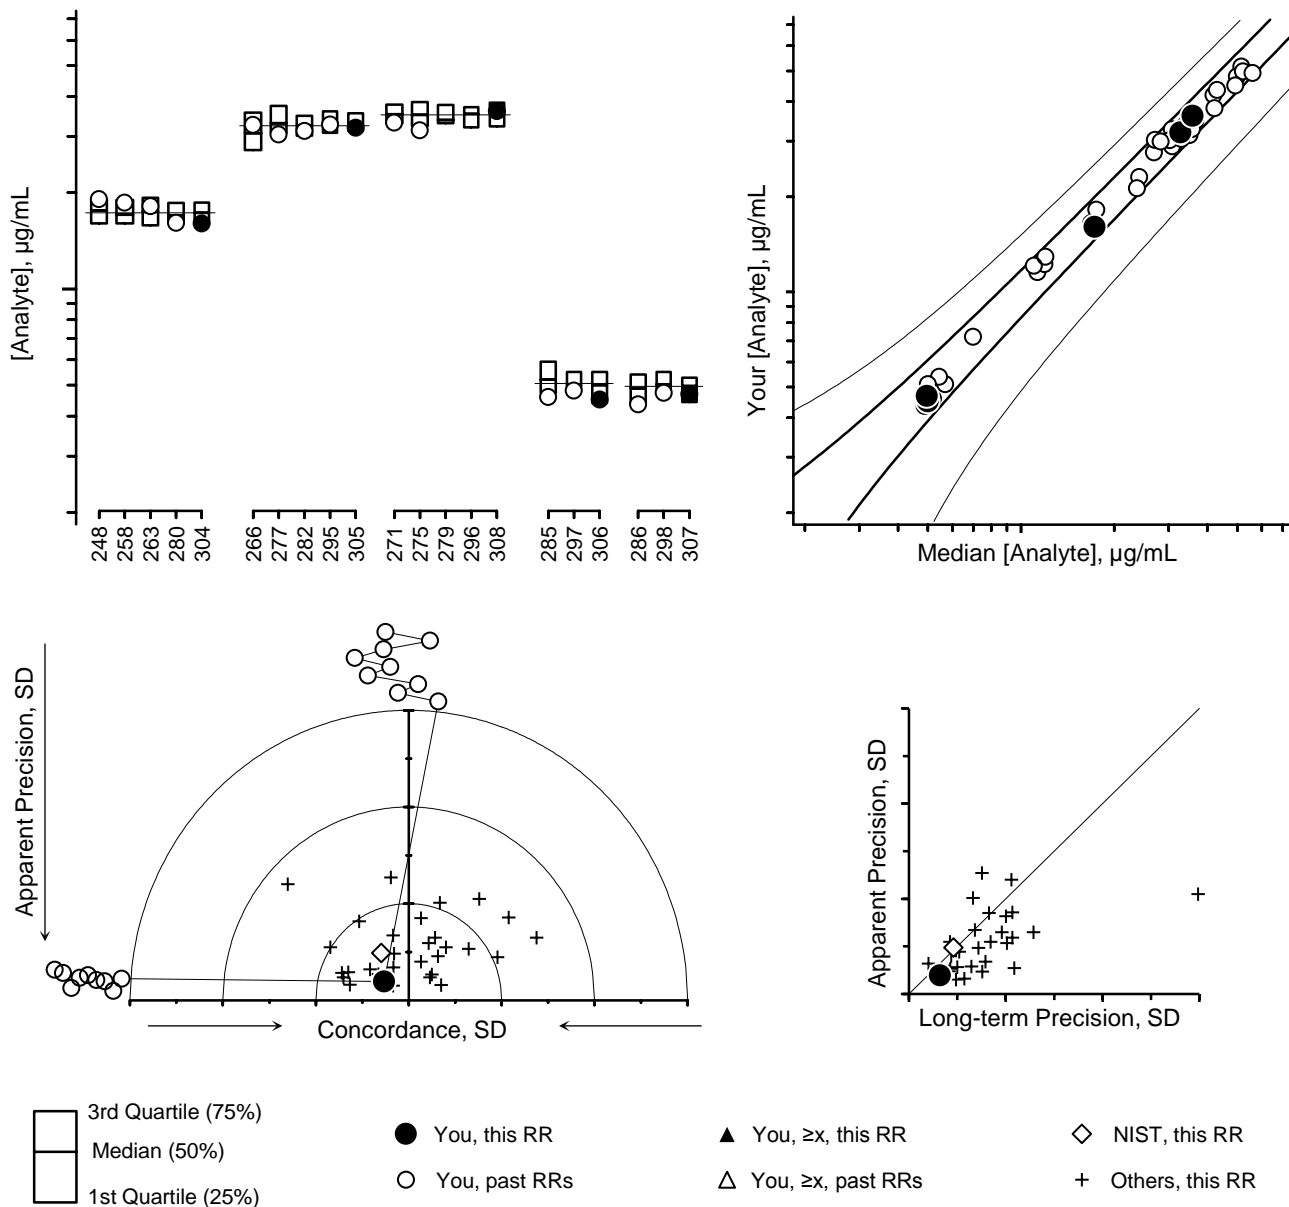 [Analyte], µg/mL
248 258 263 280 304 266 277 282 295 305 271 275 279 296 308 285 297 306 286 298 307
Your [Analyte], µg/mL
Median [Analyte], µg/mL
Apparent Precision, SD
Concordance, SD
Apparent Precision, SD
Long-term Precision, SD
3rd Quartile (75%)
Median (50%)
1st Quartile (25%)
You, this RR
You, past RRs
You, ≥x, this RR
You, ≥x, past RRs
NIST, this RR
Others, this RR